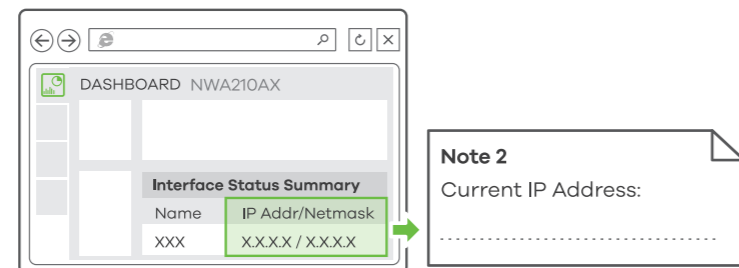 DASHBOARD NWA210AX
Interface Status Summary
Name IP Addr/Netmask
XXX X.X.X.X / X.X.X.X
Note 2
Current IP Address: